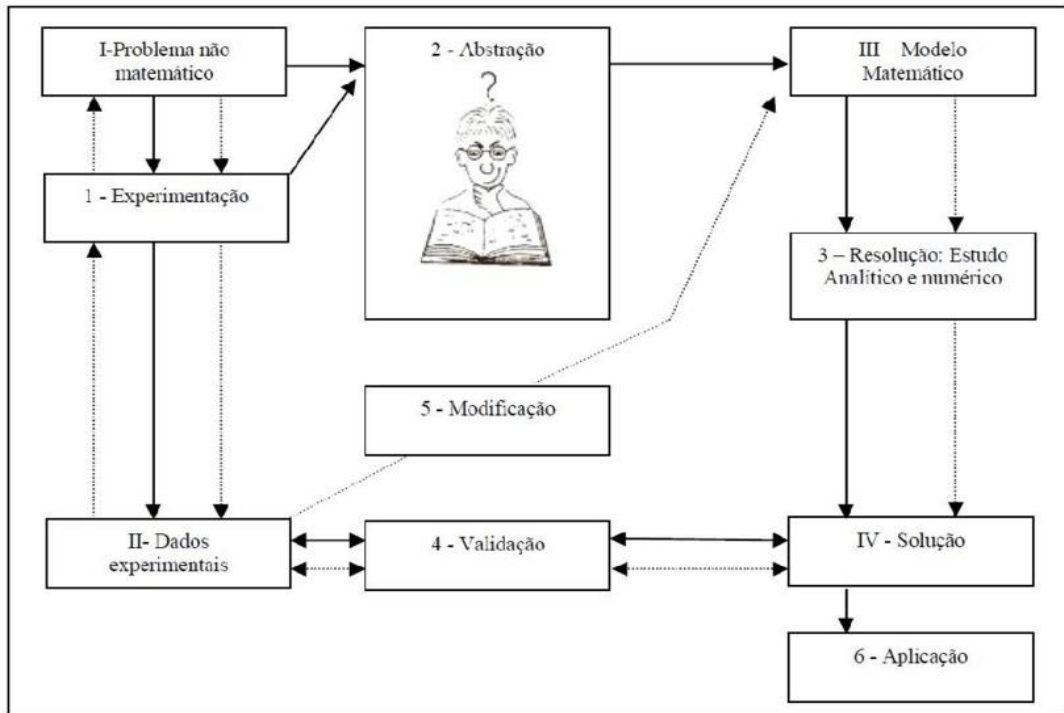 I-Problema não
matemático
2 - Abstração
III Modelo
Matemático
?
1 - Experimentação
3 – Resolução: Estudo
Analítico e numérico
5 - Modificação
II- Dados
experimentais
4 - Validação
IV - Solução
6 - Aplicação